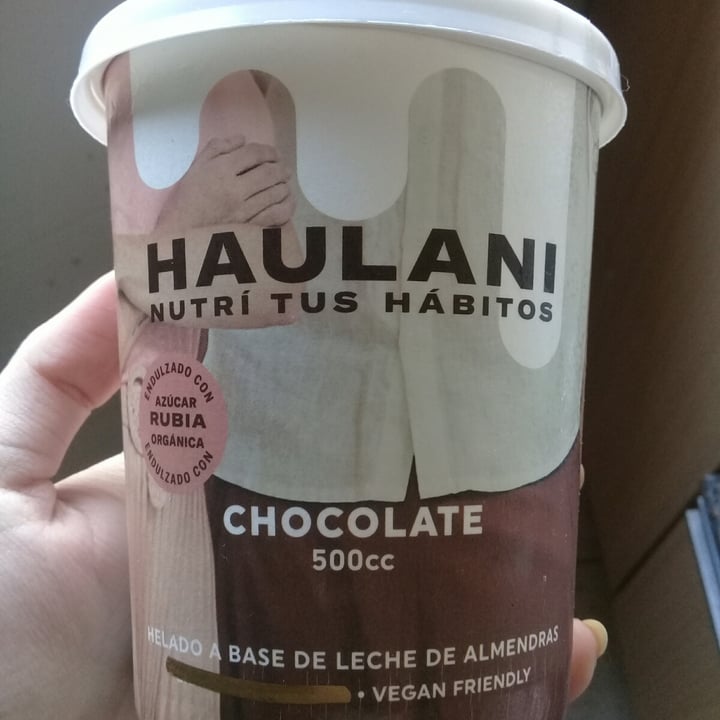 HAULANI
NUTRÍ TUS HÁBITOS
ENDULZADO CON
AZÚCAR
RUBIA
ORGÁNICA
ENDULZADO CON
CHOCOLATE
500cc
HELADO A BASE DE LECHE DE ALMENDRAS
• VEGAN FRIENDLY